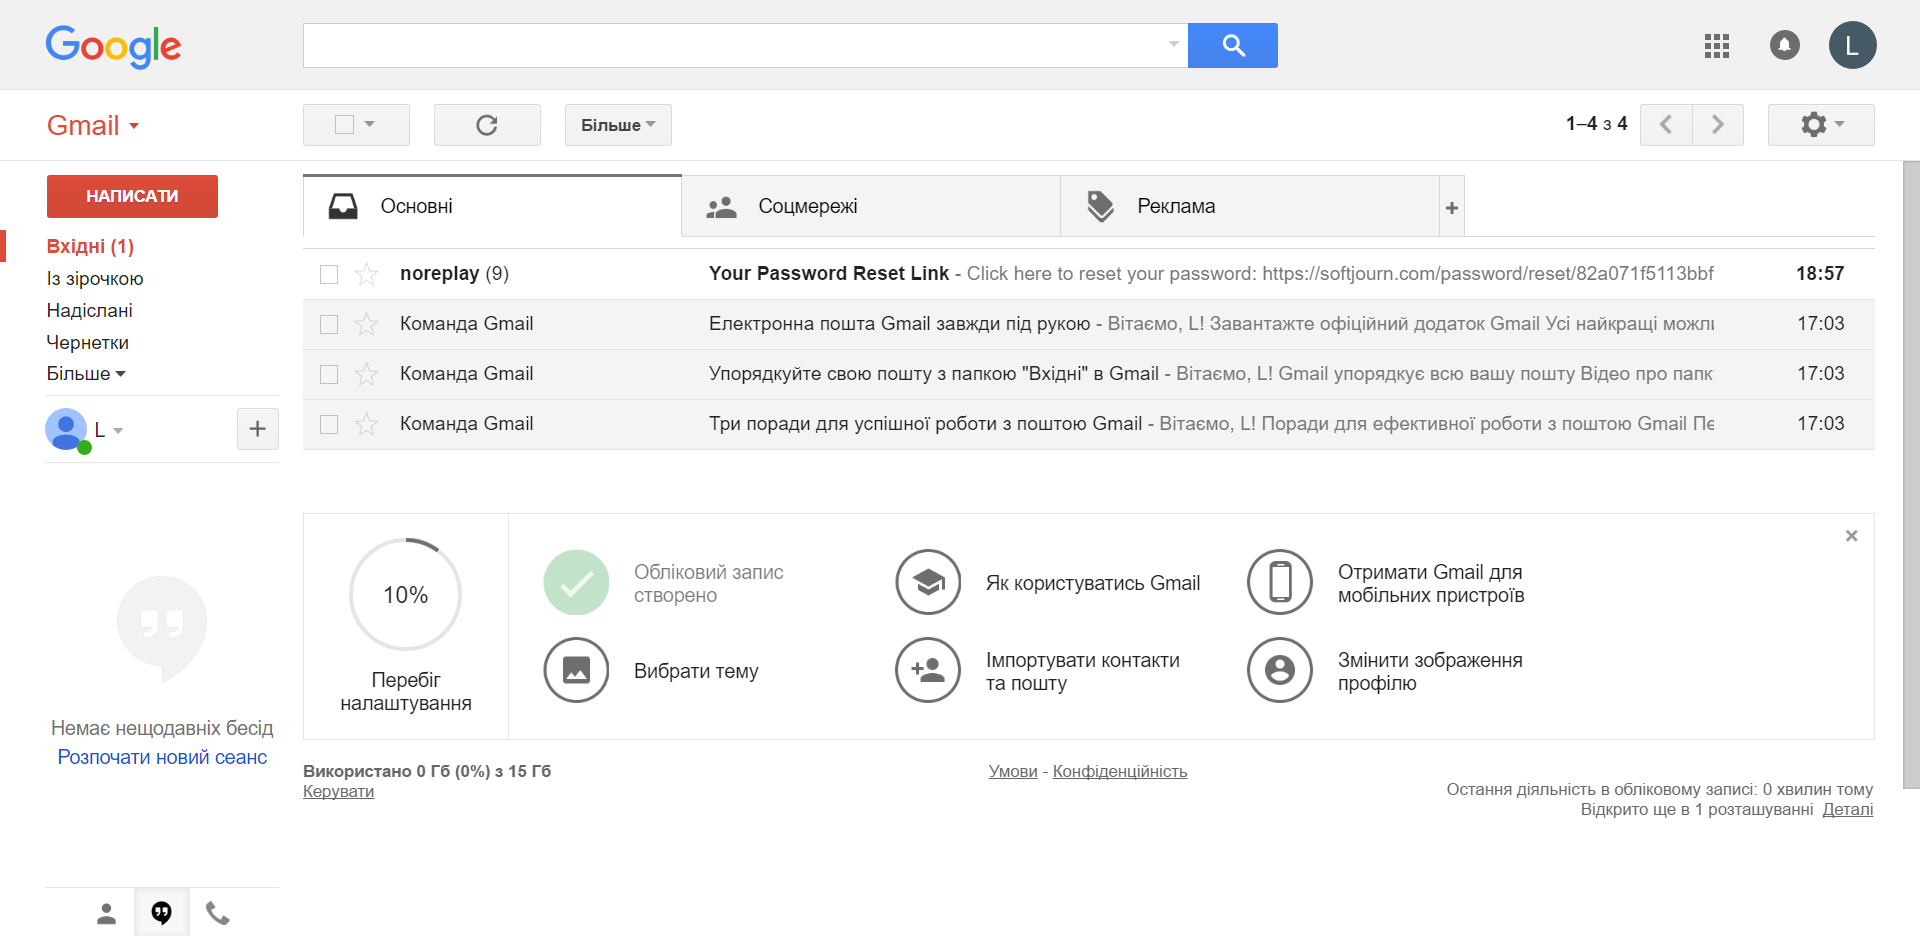 Google
L
Gmail
Більше
1–4 з 4
НАПИСАТИ
Вхідні (1)
Із зірочкою
Надіслані
Чернетки
Більше
L
Немає нещодавніх бесід
Розпочати новий сеанс
Основні
Соцмережі
Реклама
noreplay (9) Your Password Reset Link - Click here to reset your password: https://softjourn.com/password/reset/82a071f5113bbf 18:57
Команда Gmail Електронна пошта Gmail завжди під рукою - Вітаємо, L! Завантажте офіційний додаток Gmail Усі найкращі можли 17:03
Команда Gmail Упорядкуйте свою пошту з папкою "Вхідні" в Gmail - Вітаємо, L! Gmail упорядкує всю вашу пошту Відео про папк 17:03
Команда Gmail Три поради для успішної роботи з поштою Gmail - Вітаємо, L! Поради для ефективної роботи з поштою Gmail Пе 17:03
10%
Перебіг
налаштування
Обліковий запис
створено
Як користуватись Gmail
Отримати Gmail для
мобільних пристроїв
Вибрати тему
Імпортувати контакти
та пошту
Змінити зображення
профілю
Використано 0 Гб (0%) з 15 Гб
Керувати
Умови - Конфіденційність
Остання діяльність в обліковому записі: 0 хвилин тому
Відкрито ще в 1 розташуванні Деталі